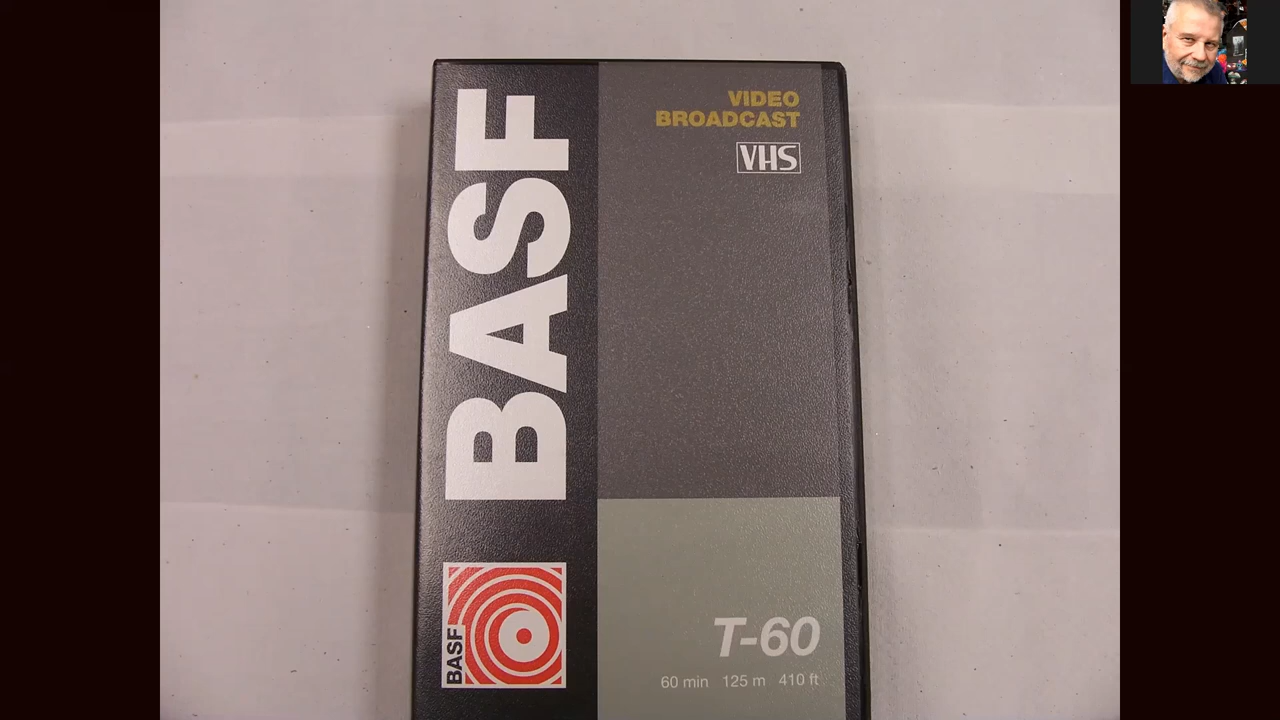 BASF
VIDEO
BROADCAST
VHS
BASF
T-60
60 min 125 m 410 ft